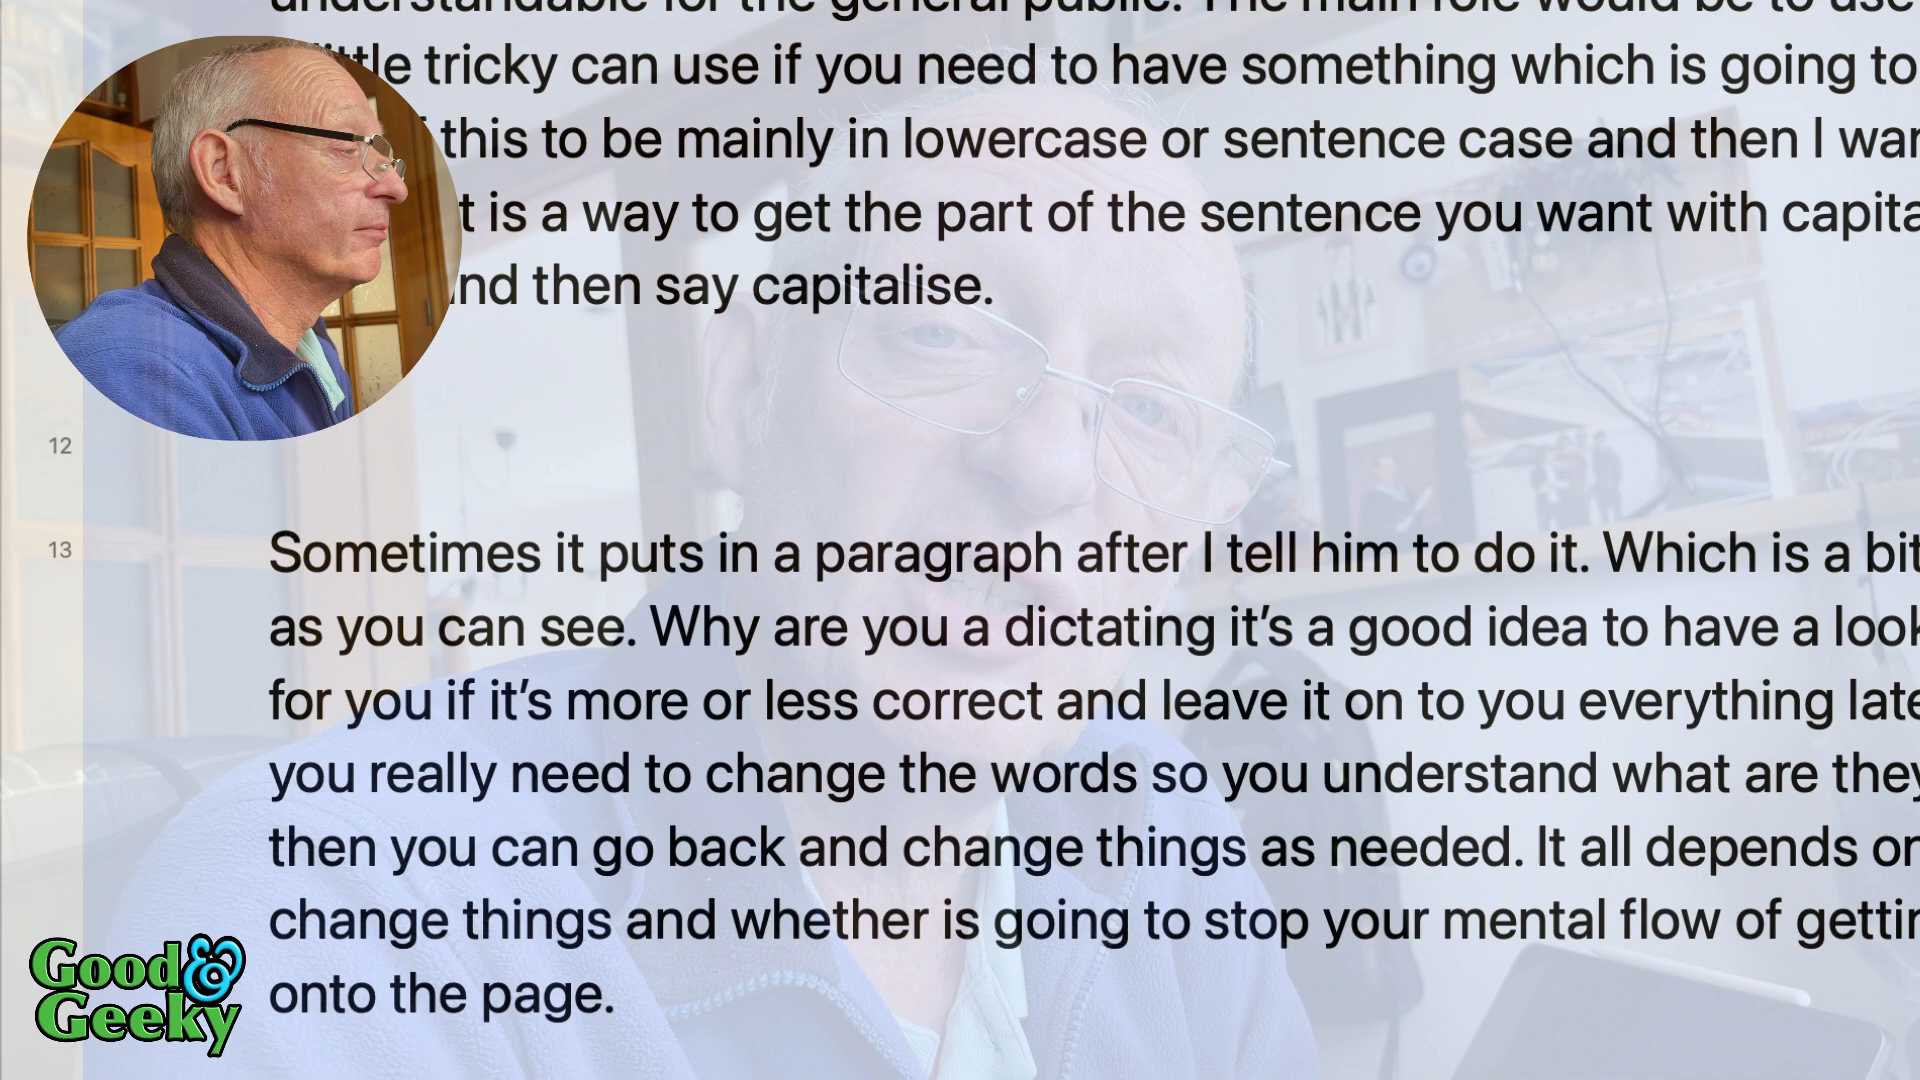 understandable for the general public. The main role would be to use
little tricky can use if you need to have something which is going to
this to be mainly in lowercase or sentence case and then I
t is a way to get the part of the sentence you want with
and then say capitalise.
12
13
Sometimes it puts in a paragraph after I tell him to do it. Which is a bit
as you can see. Why are you a dictating it’s a good idea to have a look
for you if it’s more or less correct and leave it on to you everything
you really need to change the words so you understand what are they
then you can go back and change things as needed. It all depends on
change things and whether is going to stop your mental flow of
onto the page.
Good &
Geeky